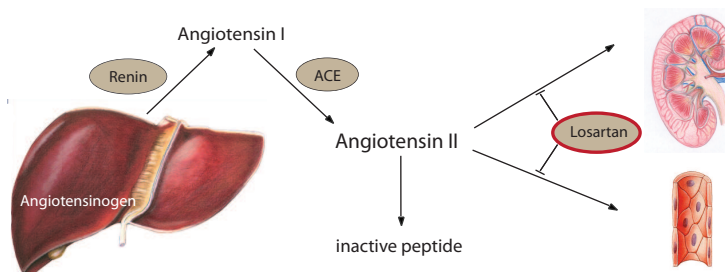 Angiotensin I
Renin
ACE
Angiotensin II
Losartan
Angiotensinogen
inactive peptide